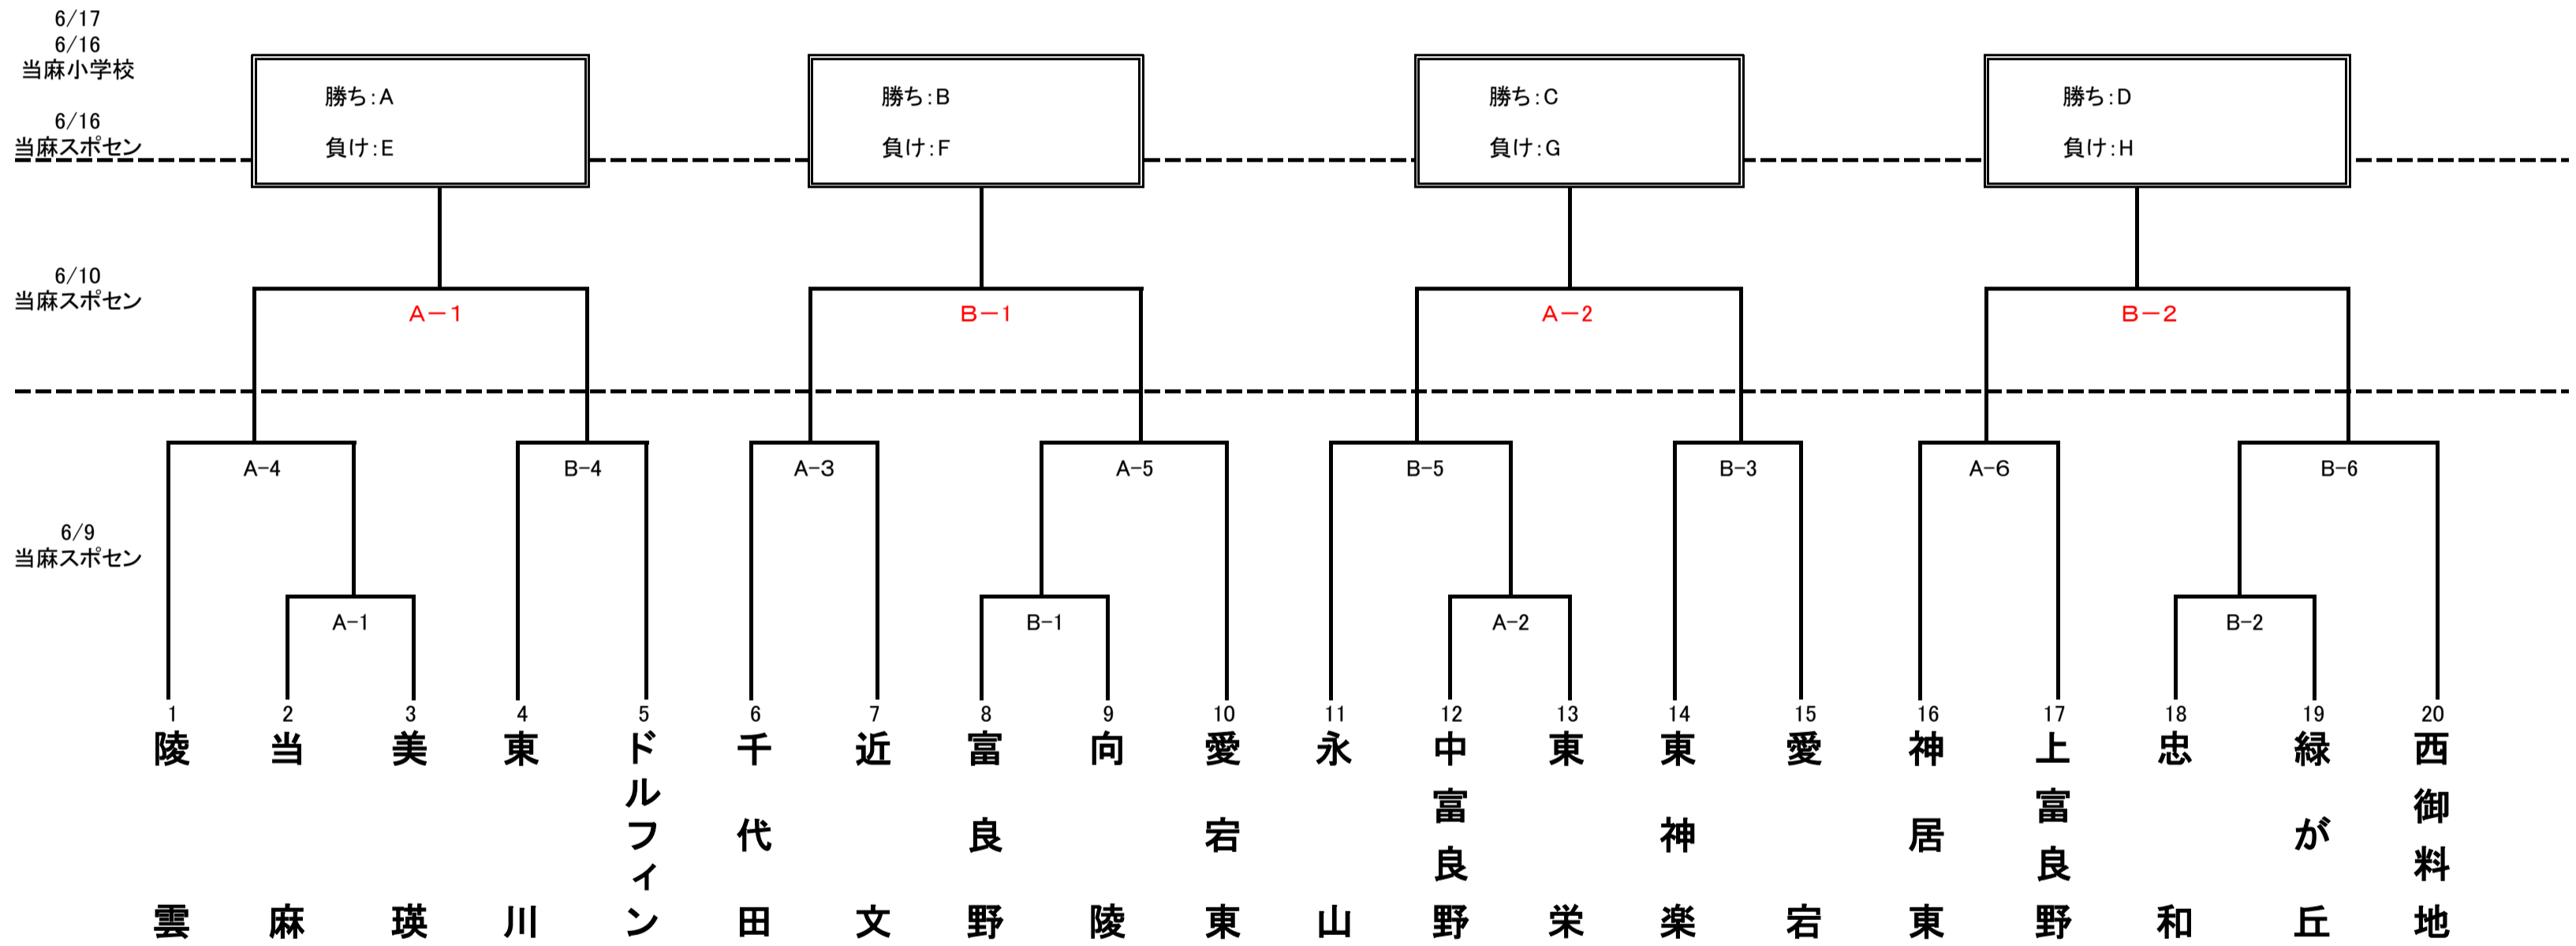 6/17
6/16
当麻小学校
6/16
当麻スポセン
勝ち:A
負け:E
勝ち:B
負け:F
勝ち:C
負け:G
勝ち:D
負け:H
6/10
当麻スポセン
A-1
B-1
A-2
B-2
A-4
B-4
A-3
A-5
B-5
B-3
A-6
B-6
6/9
当麻スポセン
A-1
B-1
A-2
B-2
1
2
3
4
5
6
7
8
9
10
11
12
13
14
15
16
17
18
19
20
陵雲
当麻
美瑛
東川
ドルフィン
千代田
近文
富良野
向陵
愛宕東
永山
中富良野
東栄
東神楽
愛宕
神居東
上富良野
忠和
緑が丘
西御料地